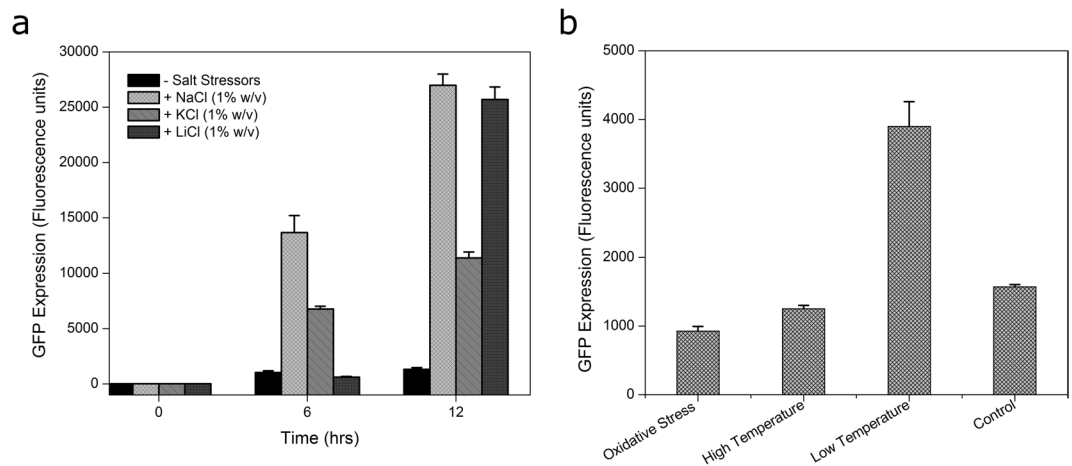 a
30000
25000
20000
15000
10000
5000
0
GFP Expression (Fluorescence units)
- Salt Stressors
+ NaCl (1% w/v)
+ KCl (1% w/v)
+ LiCl (1% w/v)
0 6 12
Time (hrs)
b
5000
4000
3000
2000
1000
0
GFP Expression (Fluorescence units)
Oxidative Stress
High Temperature
Low Temperature
Control